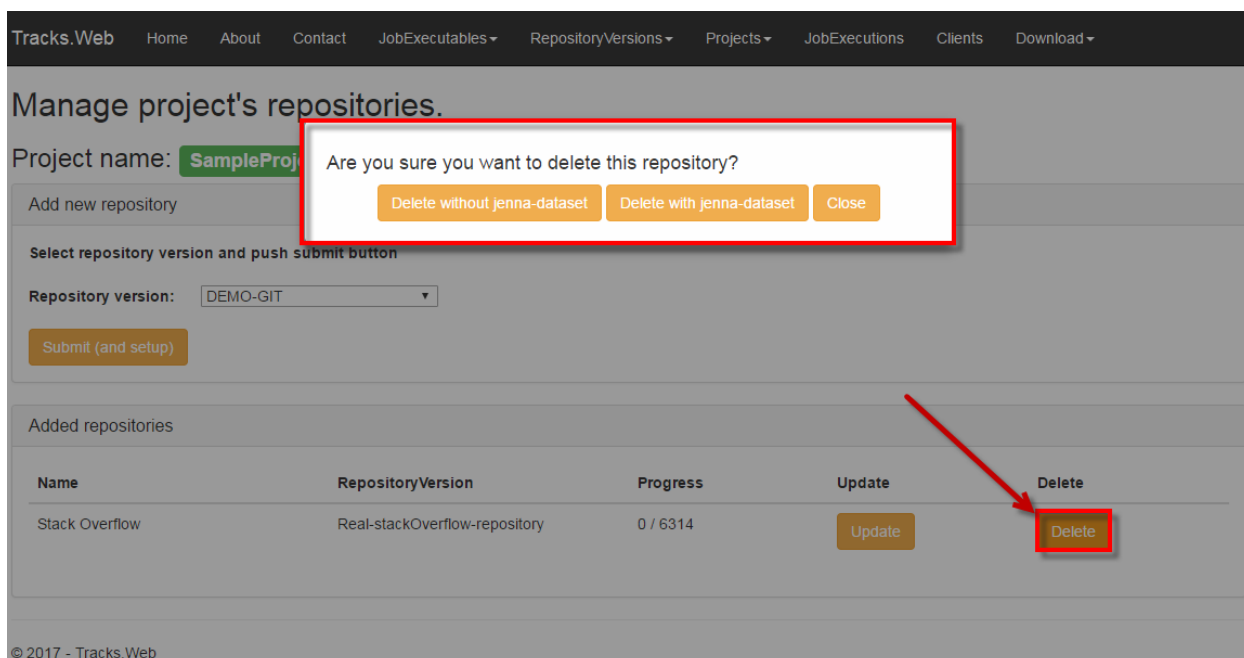 Tracks.Web Home About Contact JobExecutables RepositoryVersions Projects JobExecutions Clients Download
Manage project's repositories.
Project name: SampleProj
Are you sure you want to delete this repository?
Delete without jenna-dataset Delete with jenna-dataset Close
Add new repository
Select repository version and push submit button
Repository version: DEMO-GIT
Submit (and setup)
Added repositories
Name RepositoryVersion Progress Update Delete
Stack Overflow Real-stackOverflow-repository 0 / 6314 Update Delete
© 2017 - Tracks.Web